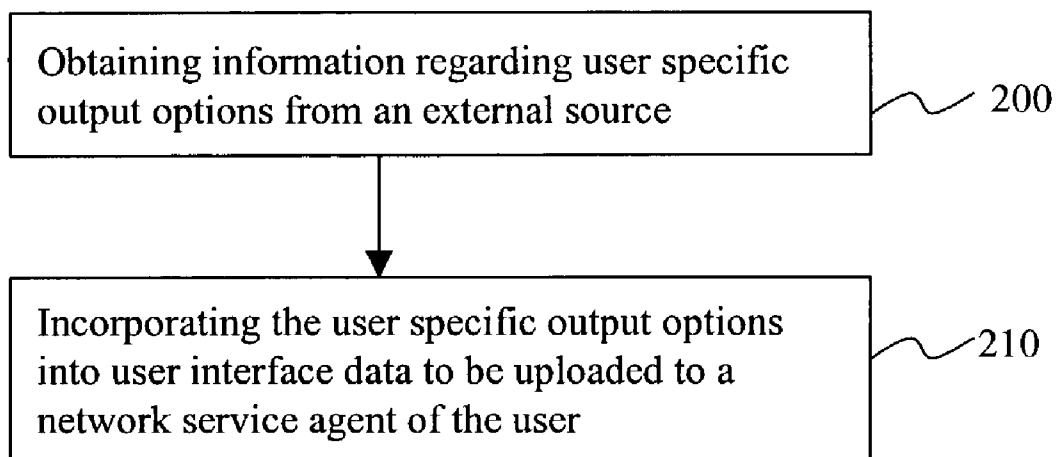 Obtaining information regarding user specific
output options from an external source
200
Incorporating the user specific output options
into user interface data to be uploaded to a
network service agent of the user
210